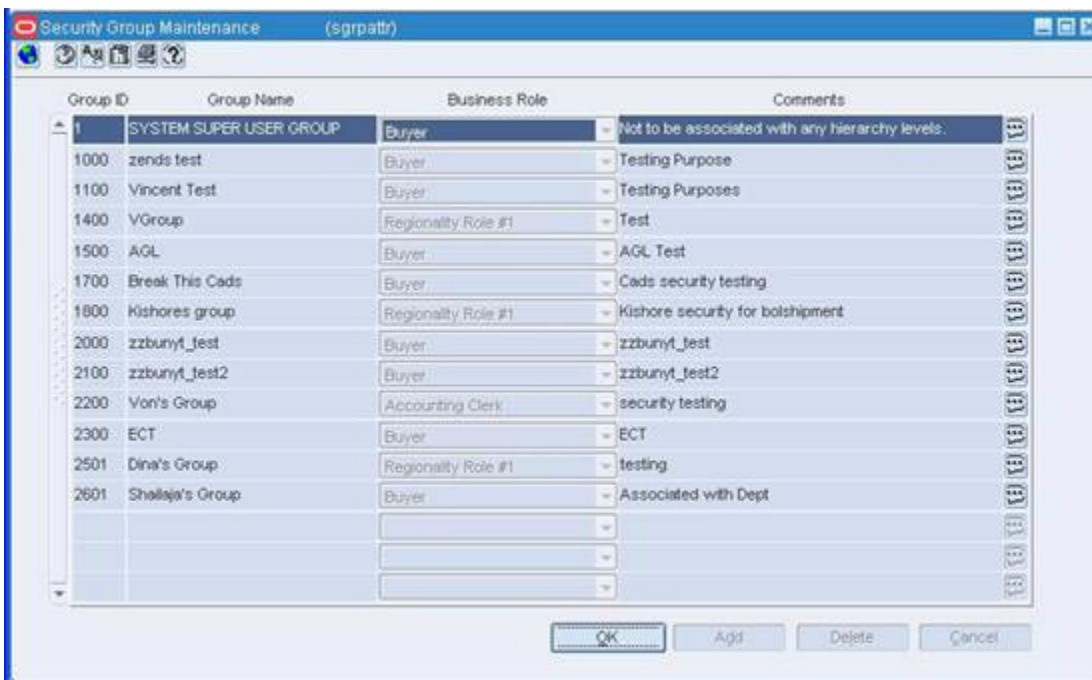 Security Group Maintenance (sgrpattr)
Group ID Group Name Business Role Comments
1 SYSTEM SUPER USER GROUP Buyer Not to be associated with any hierarchy levels.
1000 zends test Buyer Testing Purpose
1100 Vincent Test Buyer Testing Purposes
1400 VGroup Regionality Role #1 Test
1500 AGL Buyer AGL Test
1700 Break This Cads Buyer Cads security testing
1800 Kishores group Regionality Role #1 Kishore security for bolshipment
2000 zzbunyt_test Buyer zzbunyt_test
2100 zzbunyt_test2 Buyer zzbunyt_test2
2200 Von's Group Accounting Clerk security testing
2300 ECT Buyer ECT
2501 Dina's Group Regionality Role #1 testing
2601 Shailaja's Group Buyer Associated with Dept
OK Add Delete Cancel